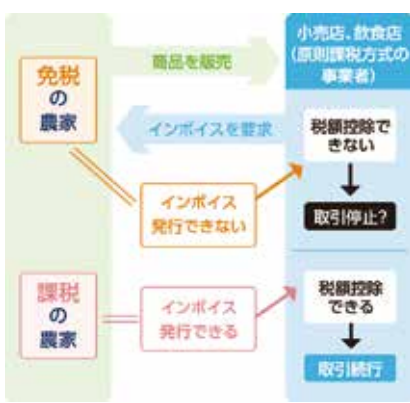 免税
の
農家
商品を販売
インボイスを要求
インボイス
発行できない
小売店、飲食店
(原則課税方式の
事業者)
税額控除で
きない
取引停止?
課税
の
農家
インボイス
発行できる
税額控除
できる
取引続行